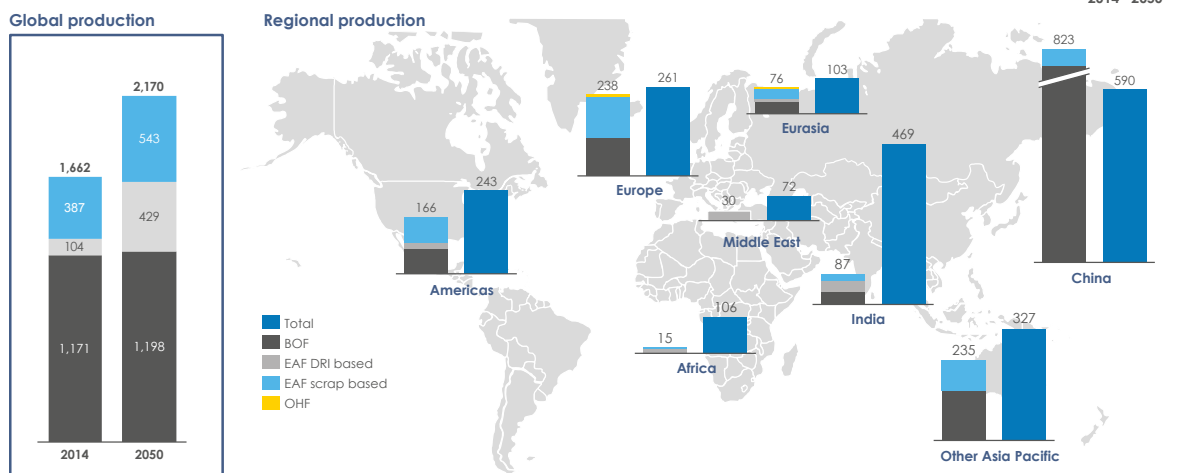 2014 - 2050
Global production
Regional production
2,170
543
429
1,198
1,662
387
104
1,171
2014
2050
166
243
Americas
238
261
Europe
76
103
Eurasia
30
72
Middle East
15
106
Africa
87
469
India
823
590
China
235
327
Other Asia Pacific
Total
BOF
EAF DRI based
EAF scrap based
OHF